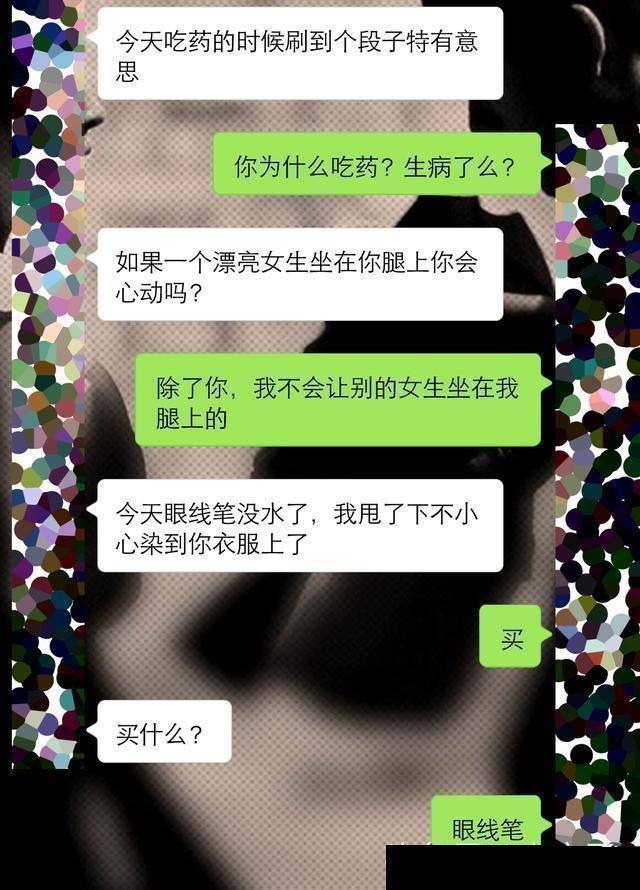 今天吃药的时候刷到个段子特有意
思
你为什么吃药？生病了么？
如果一个漂亮女生坐在你腿上你会
心动吗？
除了你，我不会让别的女生坐在我
腿上的
今天眼线笔没水了，我甩了下不小
心染到你衣服上了
买
买什么？
眼线笔